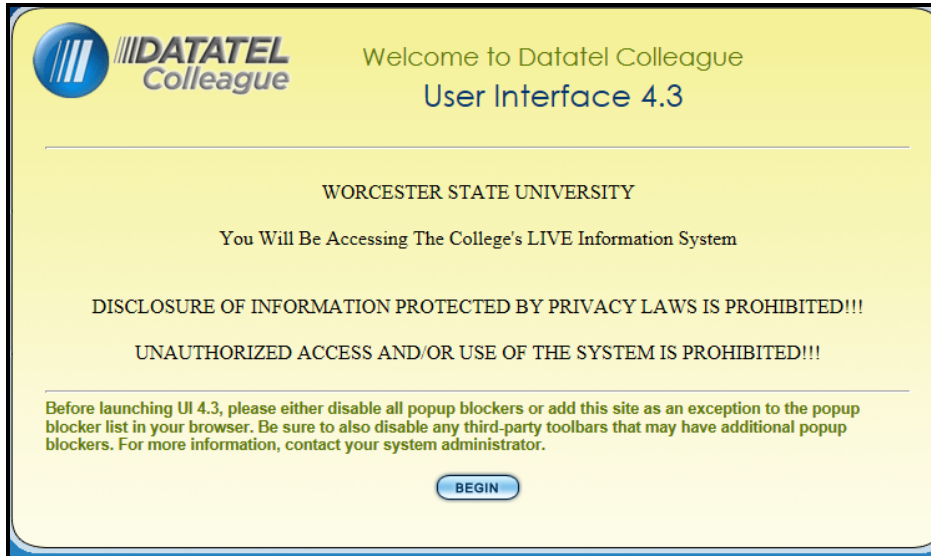 DATATEL
Colleague
Welcome to Datatel Colleague
User Interface 4.3
WORCESTER STATE UNIVERSITY
You Will Be Accessing The College's LIVE Information System
DISCLOSURE OF INFORMATION PROTECTED BY PRIVACY LAWS IS PROHIBITED!!!
UNAUTHORIZED ACCESS AND/OR USE OF THE SYSTEM IS PROHIBITED!!!
Before launching UI 4.3, please either disable all popup blockers or add this site as an exception to the popup
blocker list in your browser. Be sure to also disable any third-party toolbars that may have additional popup
blockers. For more information, contact your system administrator.
BEGIN